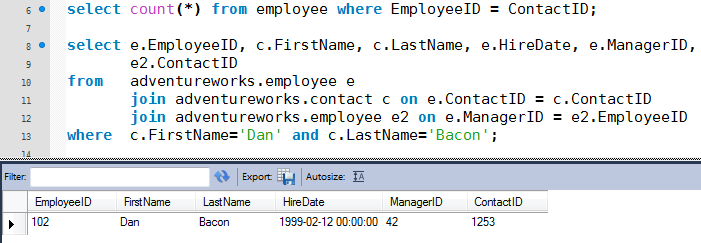 6 select count(*) from employee where EmployeeID = ContactID;
7
8 select e.EmployeeID, c.FirstName, c.LastName, e.HireDate, e.ManagerID,
9 e2.ContactID
10 from adventureworks.employee e
11 join adventureworks.contact c on e.ContactID = c.ContactID
12 join adventureworks.employee e2 on e.ManagerID = e2.EmployeeID
13 where c.FirstName='Dan' and c.LastName='Bacon';
14
Filter: Export: Autosize:
EmployeeID FirstName LastName HireDate ManagerID ContactID
102 Dan Bacon 1999-02-12 00:00:00 42 1253